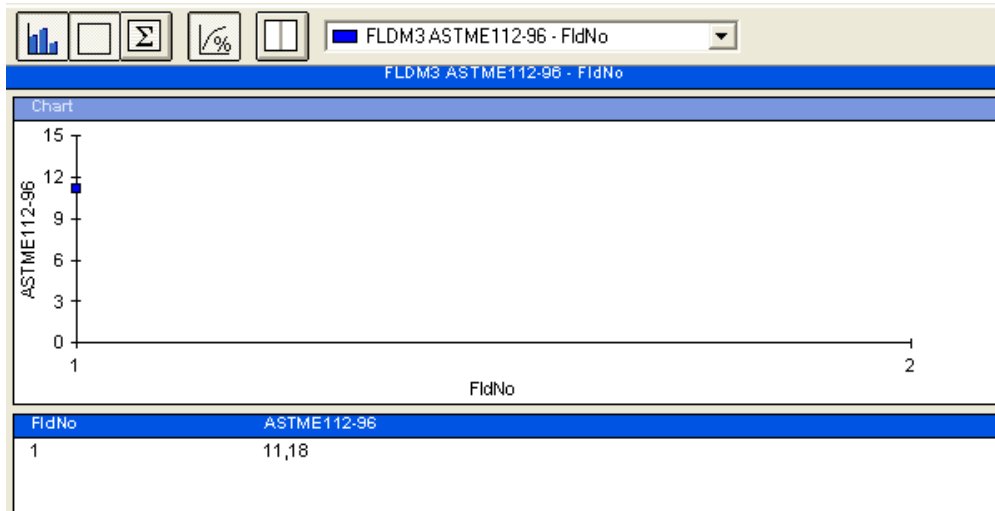 Σ % FLDM3 ASTME112-96 - FldNo
FLDM3 ASTME112-96 - FldNo
Chart
15
12
9
6
3
0
ASTME112-96
1 2
FldNo
FldNo ASTME112-96
1 11,18